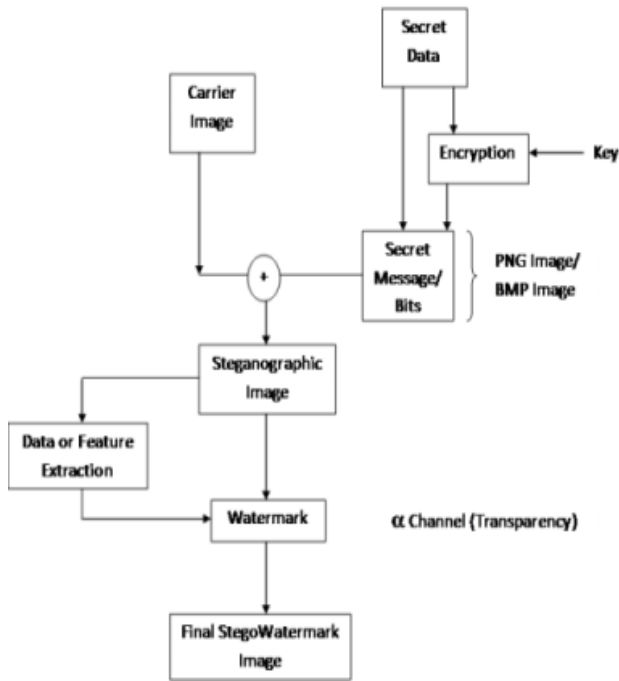 Secret
Data
Carrier
Image
Encryption
Key
Secret
Message/
Bits
PNG Image/
BMP Image
+
Steganographic
Image
Data or Feature
Extraction
Watermark
α Channel (Transparency)
Final StegoWatermark
Image